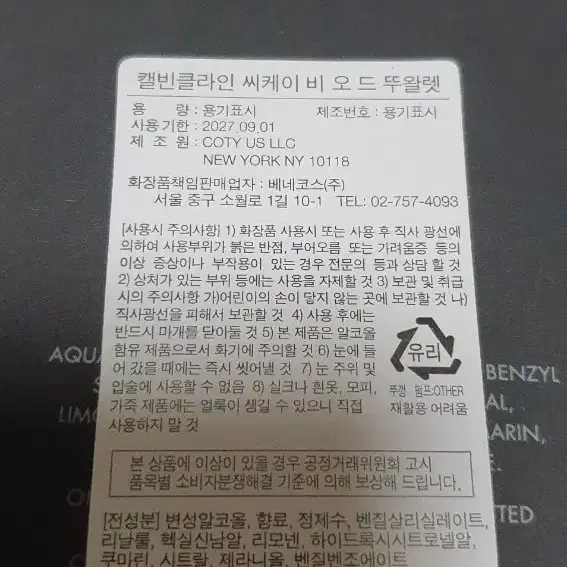 캘빈클라인 씨케이 비 오 드 뚜왈렛
용 량 : 용기표시 제조번호 : 용기표시
사용기한 : 2027.09.01
제 조 원 : COTY US LLC
NEW YORK NY 10118
화장품책임판매업자 : 베네코스(주)
서울 중구 소월로 1길 10-1 TEL: 02-757-4093
[사용시 주의사항] 1) 화장품 사용시 또는 사용 후 직사 광선에
의하여 사용부위가 붉은 반점, 부어오름 또는 가려움증 등의
이상 증상이나 부작용이 있는 경우 전문의 등과 상담 할 것
2) 상처가 있는 부위 등에는 사용을 자제할 것 3) 보관 및 취급
시의 주의사항 가)어린이의 손이 닿지 않는 곳에 보관할 것 나)
직사광선을 피해서 보관할 것 4) 사용 후에는
반드시 마개를 닫아둘 것 5) 본 제품은 알코올
함유 제품으로서 화기에 주의할 것 6) 눈에 들
어 갔을 때에는 즉시 씻어낼 것 7) 눈 주위 및
입술에 사용할 수 없음 8) 실크나 흰옷, 모피,
가죽 제품에는 얼룩이 생길 수 있으니 직접
사용하지 말 것
유리
뚜껑 펌프:OTHER
재활용 어려움
본 상품에 이상이 있을 경우 공정거래위원회 고시
품목별 소비자분쟁해결 기준에 의해 보상해 드립니다.
[전성분] 변성알코올, 향료, 정제수, 벤질살리실레이트,
리날룰, 헥실신남알, 리모넨, 하이드록시시트로넬알,
쿠마린, 시트랄, 제라니올, 벤질벤조에이트
AQUA
BENZYL
S
AL,
LIMO
MARIN,
E.
TED